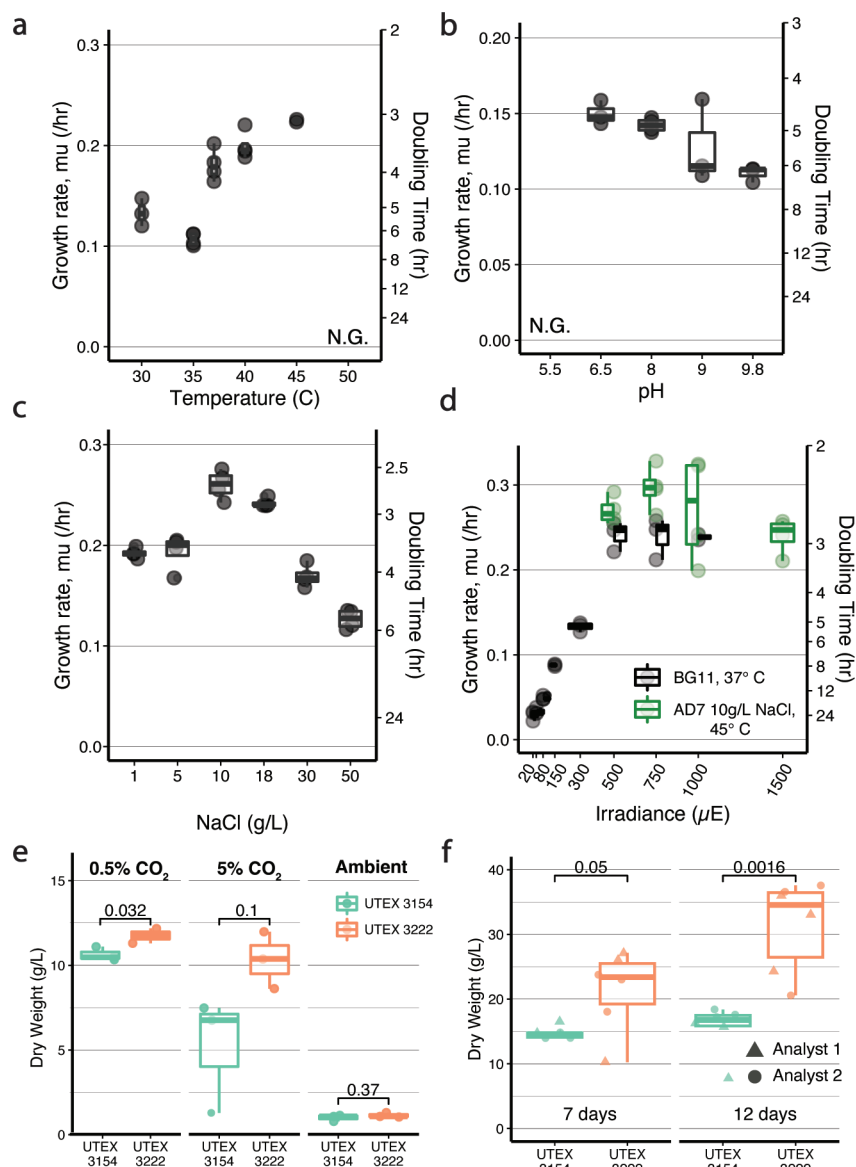 a
0.3
0.2
0.1
0.0
Growth rate, mu (/hr)
2
3
4
5
6
8
12
24
Doubling Time (hr)
N.G.
30 35 40 45 50
Temperature (C)
b
0.20
0.15
0.10
0.05
0.00
Growth rate, mu (/hr)
3
4
5
6
8
12
24
Doubling Time (hr)
N.G.
5.5 6.5 8 9 9.8
pH
c
0.3
0.2
0.1
0.0
Growth rate, mu (/hr)
2.5
3
4
6
24
Doubling Time (hr)
1 5 10 18 30 50
NaCl (g/L)
d
0.3
0.2
0.1
0.0
Growth rate, mu (/hr)
2
3
4
5
6
8
12
24
Doubling Time (hr)
BG11, 37° C
AD7 10g/L NaCl,
45° C
20 80 150 300 500 750 1000 1500
Irradiance (µE)
e
0.5% CO₂ 5% CO₂ Ambient
15
10
5
0
Dry Weight (g/L)
0.032
0.1
0.37
UTEX 3154
UTEX 3222
UTEX UTEX UTEX UTEX UTEX UTEX
3154 3222 3154 3222 3154 3222
f
40
30
20
10
0
Dry Weight (g/L)
0.05
0.0016
Analyst 1
Analyst 2
7 days 12 days
UTEX UTEX UTEX UTEX